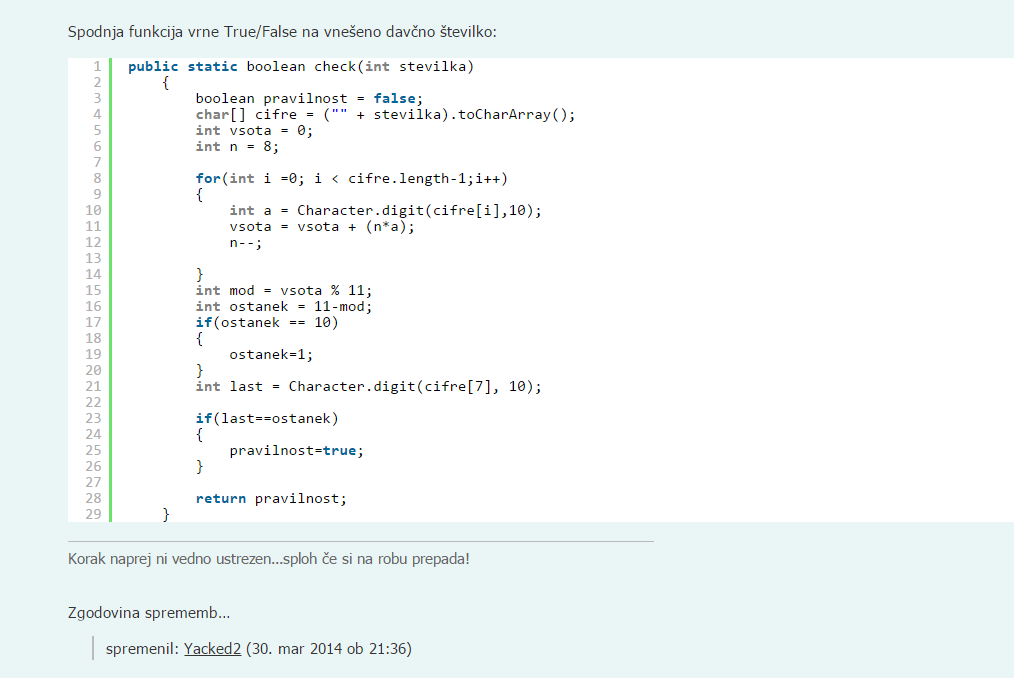 Spodnja funkcija vrne True/False na vnešeno davčno številko:
1 public static boolean check(int stevilka)
2 {
3 boolean pravilnost = false;
4 char[] cifre = ("" + stevilka).toCharArray();
5 int vsota = 0;
6 int n = 8;
7
8 for(int i =0; i < cifre.length-1;i++)
9 {
10 int a = Character.digit(cifre[i],10);
11 vsota = vsota + (n*a);
12 n--;
13
14 }
15 int mod = vsota % 11;
16 int ostanek = 11-mod;
17 if(ostanek == 10)
18 {
19 ostanek=1;
20 }
21 int last = Character.digit(cifre[7], 10);
22
23 if(last==ostanek)
24 {
25 pravilnost=true;
26 }
27
28 return pravilnost;
29 }
Korak naprej ni vedno ustrezen...sploh če si na robu prepada!
Zgodovina sprememb...
spremenil: Yacked2 (30. mar 2014 ob 21:36)